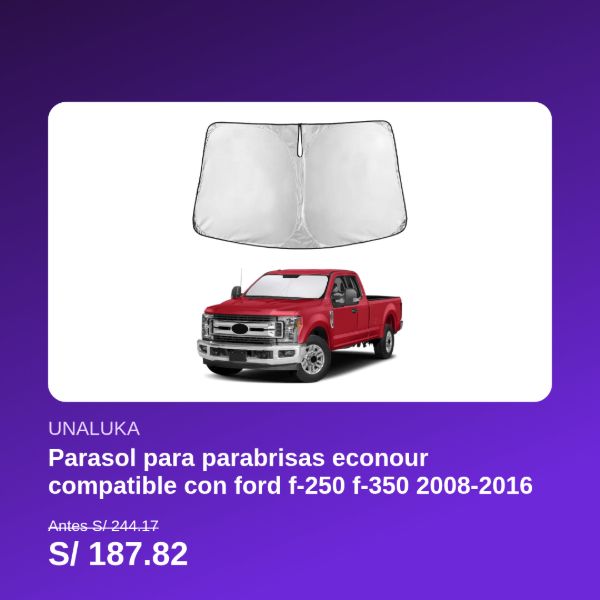 UNALUKA
Parasol para parabrisas econour
compatible con ford f-250 f-350 2008-2016
Antes S/ 244.17
S/ 187.82